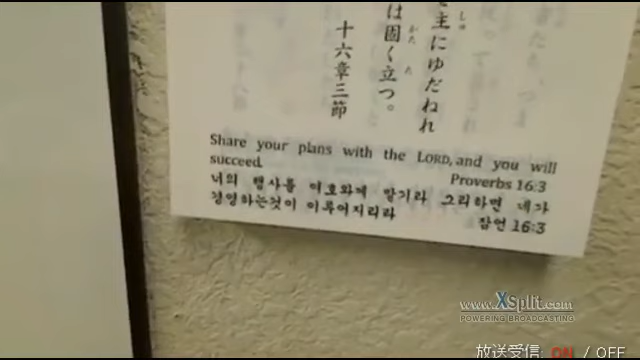 主にゆだねれ
は固く立つ。
十六章三節
Share your plans with the LORD, and you will
succeed. Proverbs 16:3
너의 행사를 여호와께 맡기라 그리하면 네가
경영하는것이 이루어지리라 잠언 16:3
www.XSplit.com
POWERING BROADCASTING
放送受信 ON / OFF